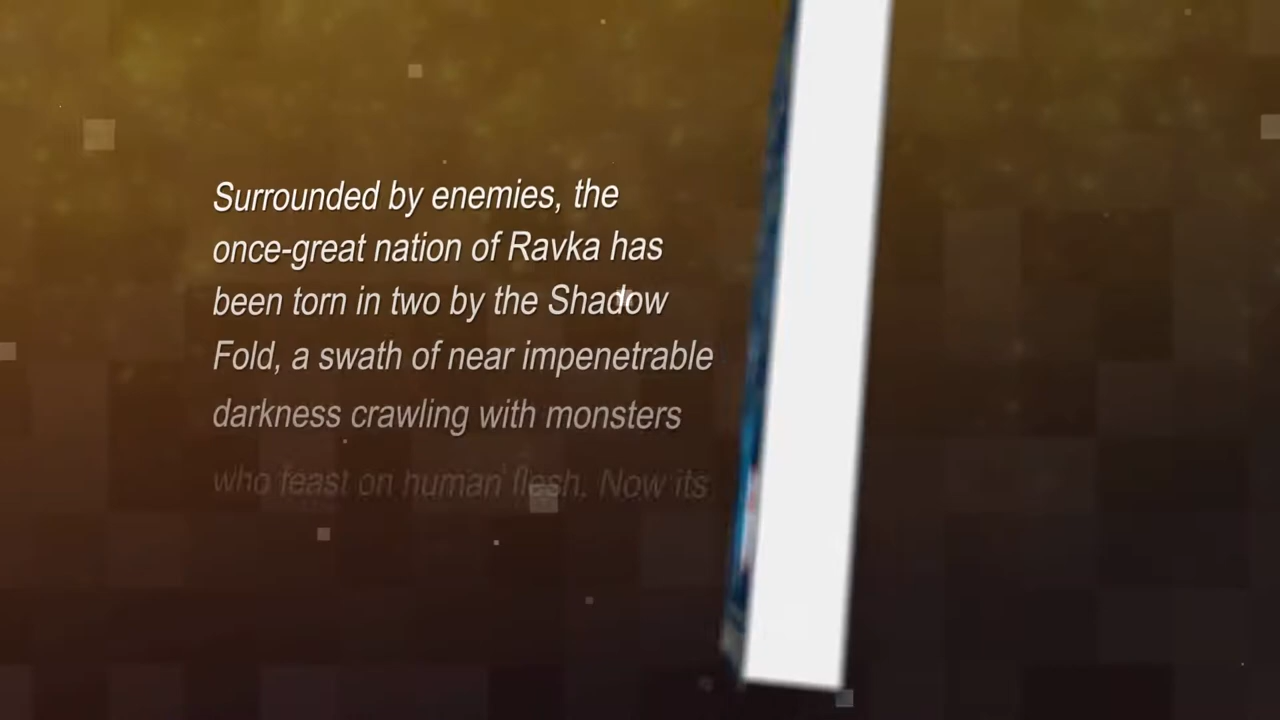 Surrounded by enemies, the
once-great nation of Ravka has
been torn in two by the Shadow
Fold, a swath of near impenetrable
darkness crawling with monsters
who feast on human flesh. Now its